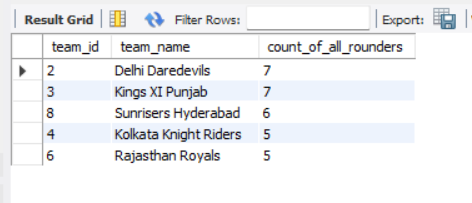 Result Grid Filter Rows: Export:
team_id team_name count_of_all_rounders
2 Delhi Daredevils 7
3 Kings XI Punjab 7
8 Sunrisers Hyderabad 6
4 Kolkata Knight Riders 5
6 Rajasthan Royals 5